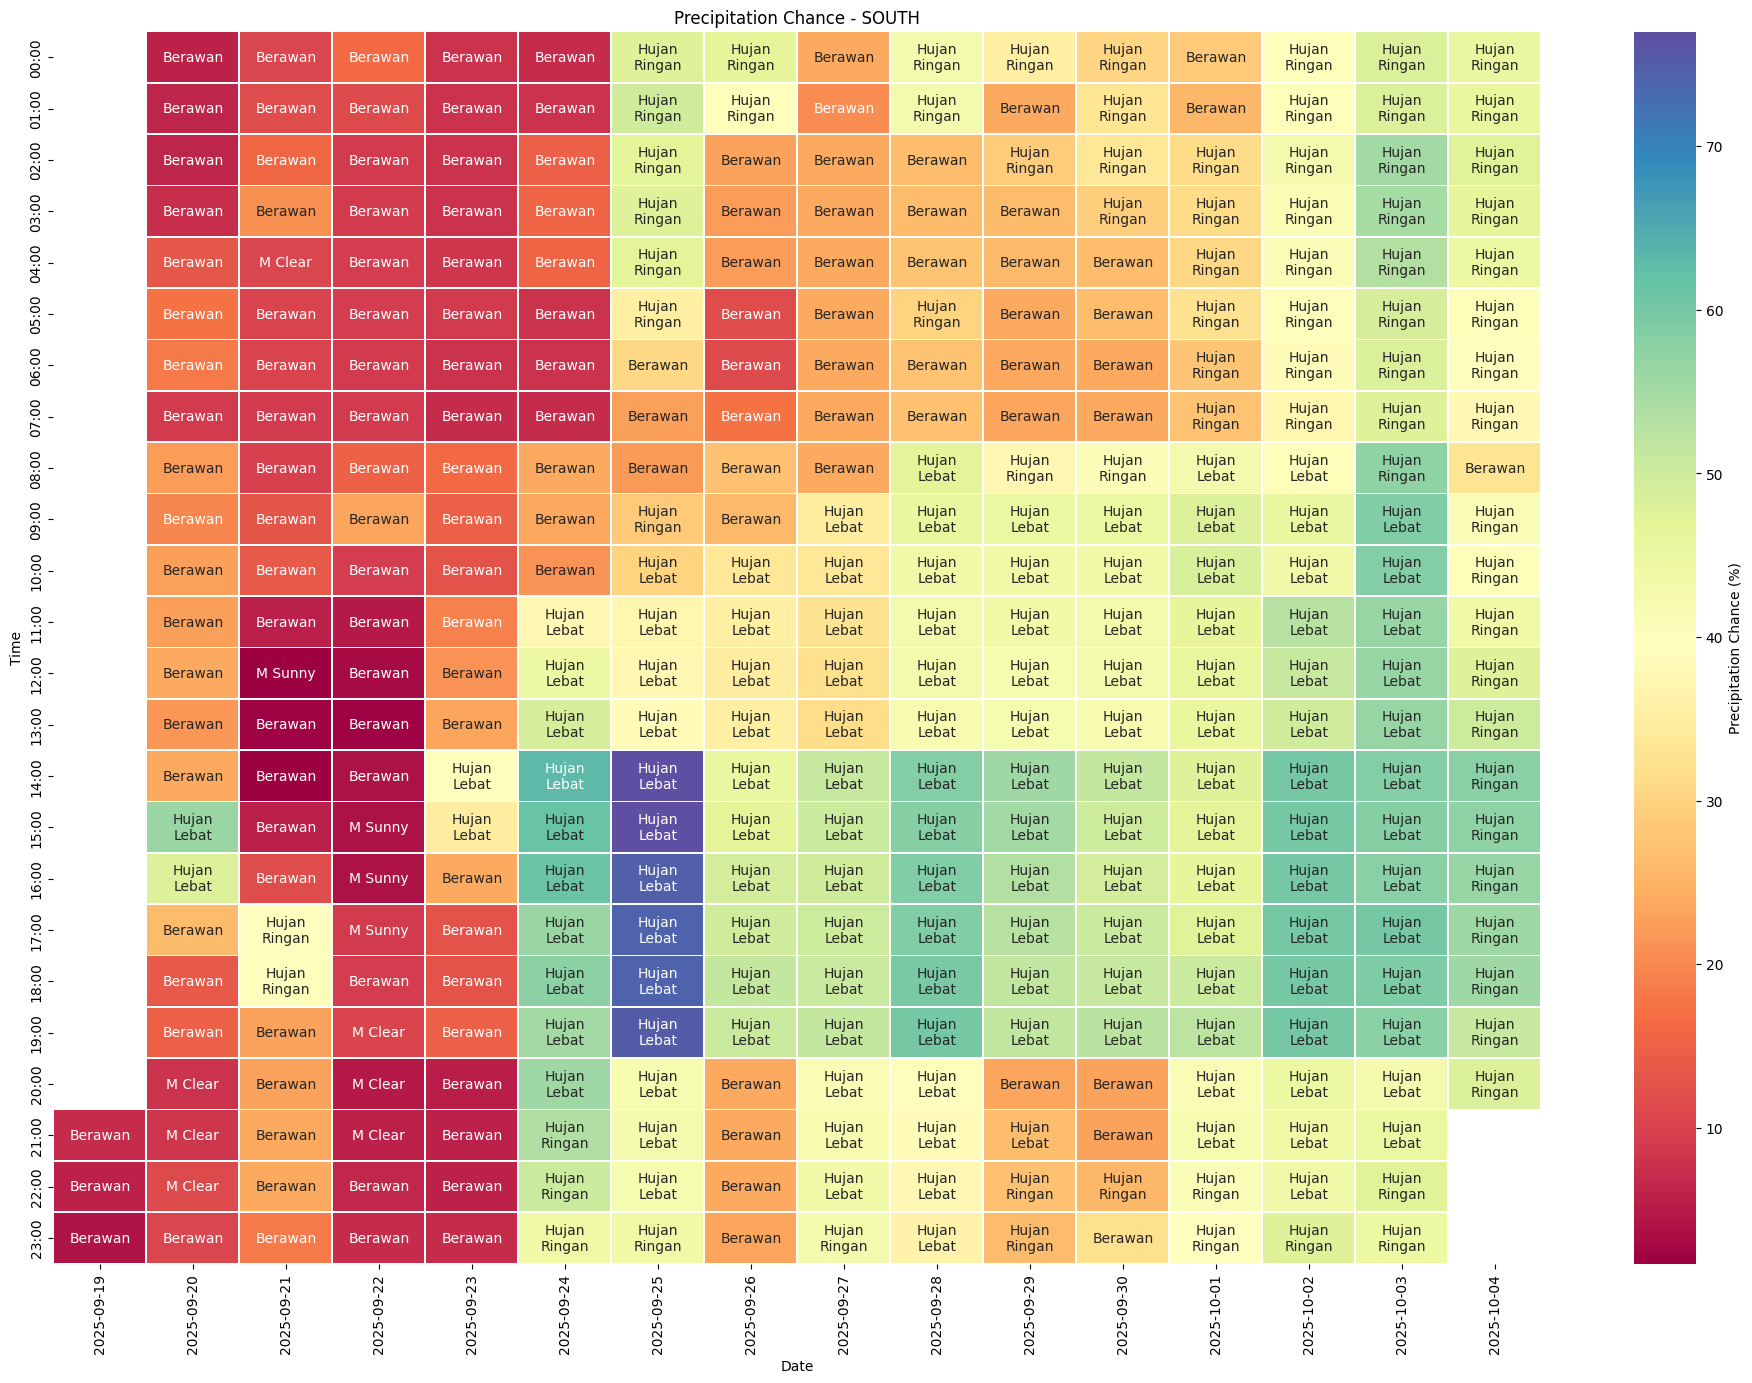 Precipitation Chance - SOUTH
00:00 Berawan Berawan Berawan Berawan Berawan Hujan Ringan Hujan Ringan Berawan Hujan Ringan Hujan Ringan Hujan Ringan Berawan Hujan Ringan Hujan Ringan Hujan Ringan
01:00 Berawan Berawan Berawan Berawan Berawan Hujan Ringan Hujan Ringan Berawan Hujan Ringan Berawan Hujan Ringan Berawan Hujan Ringan Hujan Ringan Hujan Ringan
02:00 Berawan Berawan Berawan Berawan Berawan Hujan Ringan Berawan Berawan Berawan Hujan Ringan Hujan Ringan Hujan Ringan Hujan Ringan Hujan Ringan Hujan Ringan
03:00 Berawan Berawan Berawan Berawan Berawan Hujan Ringan Berawan Berawan Berawan Berawan Hujan Ringan Hujan Ringan Hujan Ringan Hujan Ringan Hujan Ringan
04:00 Berawan M Clear Berawan Berawan Berawan Hujan Ringan Berawan Berawan Berawan Berawan Berawan Hujan Ringan Hujan Ringan Hujan Ringan Hujan Ringan
05:00 Berawan Berawan Berawan Berawan Berawan Hujan Ringan Berawan Berawan Hujan Ringan Berawan Berawan Hujan Ringan Hujan Ringan Hujan Ringan Hujan Ringan
06:00 Berawan Berawan Berawan Berawan Berawan Berawan Berawan Berawan Berawan Berawan Berawan Hujan Ringan Hujan Ringan Hujan Ringan Hujan Ringan
07:00 Berawan Berawan Berawan Berawan Berawan Berawan Berawan Berawan Berawan Berawan Berawan Hujan Ringan Hujan Ringan Hujan Ringan Hujan Ringan
08:00 Berawan Berawan Berawan Berawan Berawan Berawan Berawan Berawan Hujan Lebat Hujan Ringan Hujan Ringan Hujan Lebat Hujan Lebat Hujan Ringan Berawan
09:00 Berawan Berawan Berawan Berawan Berawan Hujan Ringan Berawan Hujan Lebat Hujan Lebat Hujan Lebat Hujan Lebat Hujan Lebat Hujan Lebat Hujan Lebat Hujan Ringan
10:00 Berawan Berawan Berawan Berawan Berawan Hujan Lebat Hujan Lebat Hujan Lebat Hujan Lebat Hujan Lebat Hujan Lebat Hujan Lebat Hujan Lebat Hujan Lebat Hujan Ringan
11:00 Berawan Berawan Berawan Berawan Hujan Lebat Hujan Lebat Hujan Lebat Hujan Lebat Hujan Lebat Hujan Lebat Hujan Lebat Hujan Lebat Hujan Lebat Hujan Lebat Hujan Ringan
12:00 Berawan M Sunny Berawan Berawan Hujan Lebat Hujan Lebat Hujan Lebat Hujan Lebat Hujan Lebat Hujan Lebat Hujan Lebat Hujan Lebat Hujan Lebat Hujan Lebat Hujan Ringan
13:00 Berawan Berawan Berawan Berawan Hujan Lebat Hujan Lebat Hujan Lebat Hujan Lebat Hujan Lebat Hujan Lebat Hujan Lebat Hujan Lebat Hujan Lebat Hujan Lebat Hujan Ringan
14:00 Berawan Berawan Berawan Hujan Lebat Hujan Lebat Hujan Lebat Hujan Lebat Hujan Lebat Hujan Lebat Hujan Lebat Hujan Lebat Hujan Lebat Hujan Lebat Hujan Lebat Hujan Ringan
15:00 Hujan Lebat Berawan M Sunny Hujan Lebat Hujan Lebat Hujan Lebat Hujan Lebat Hujan Lebat Hujan Lebat Hujan Lebat Hujan Lebat Hujan Lebat Hujan Lebat Hujan Lebat Hujan Ringan
16:00 Hujan Lebat Berawan M Sunny Berawan Hujan Lebat Hujan Lebat Hujan Lebat Hujan Lebat Hujan Lebat Hujan Lebat Hujan Lebat Hujan Lebat Hujan Lebat Hujan Lebat Hujan Ringan
17:00 Berawan Hujan Ringan M Sunny Berawan Hujan Lebat Hujan Lebat Hujan Lebat Hujan Lebat Hujan Lebat Hujan Lebat Hujan Lebat Hujan Lebat Hujan Lebat Hujan Lebat Hujan Ringan
18:00 Berawan Hujan Ringan Berawan Berawan Hujan Lebat Hujan Lebat Hujan Lebat Hujan Lebat Hujan Lebat Hujan Lebat Hujan Lebat Hujan Lebat Hujan Lebat Hujan Lebat Hujan Ringan
19:00 Berawan Berawan M Clear Berawan Hujan Lebat Hujan Lebat Hujan Lebat Hujan Lebat Hujan Lebat Hujan Lebat Hujan Lebat Hujan Lebat Hujan Lebat Hujan Lebat Hujan Ringan
20:00 M Clear Berawan M Clear Berawan Hujan Lebat Hujan Lebat Berawan Hujan Lebat Hujan Lebat Berawan Berawan Hujan Lebat Hujan Lebat Hujan Lebat Hujan Ringan
21:00 Berawan M Clear Berawan M Clear Berawan Hujan Ringan Hujan Lebat Berawan Hujan Lebat Hujan Lebat Hujan Lebat Berawan Hujan Lebat Hujan Lebat Hujan Lebat
22:00 Berawan M Clear Berawan Berawan Berawan Hujan Ringan Hujan Lebat Berawan Hujan Lebat Hujan Lebat Hujan Ringan Hujan Ringan Hujan Ringan Hujan Lebat Hujan Ringan
23:00 Berawan Berawan Berawan Berawan Berawan Hujan Ringan Hujan Ringan Berawan Hujan Ringan Hujan Lebat Hujan Ringan Berawan Hujan Ringan Hujan Ringan Hujan Ringan
2025-09-19 2025-09-20 2025-09-21 2025-09-22 2025-09-23 2025-09-24 2025-09-25 2025-09-26 2025-09-27 2025-09-28 2025-09-29 2025-09-30 2025-10-01 2025-10-02 2025-10-03 2025-10-04
Date
Time
70
60
50
40
30
20
10
Precipitation Chance (%)